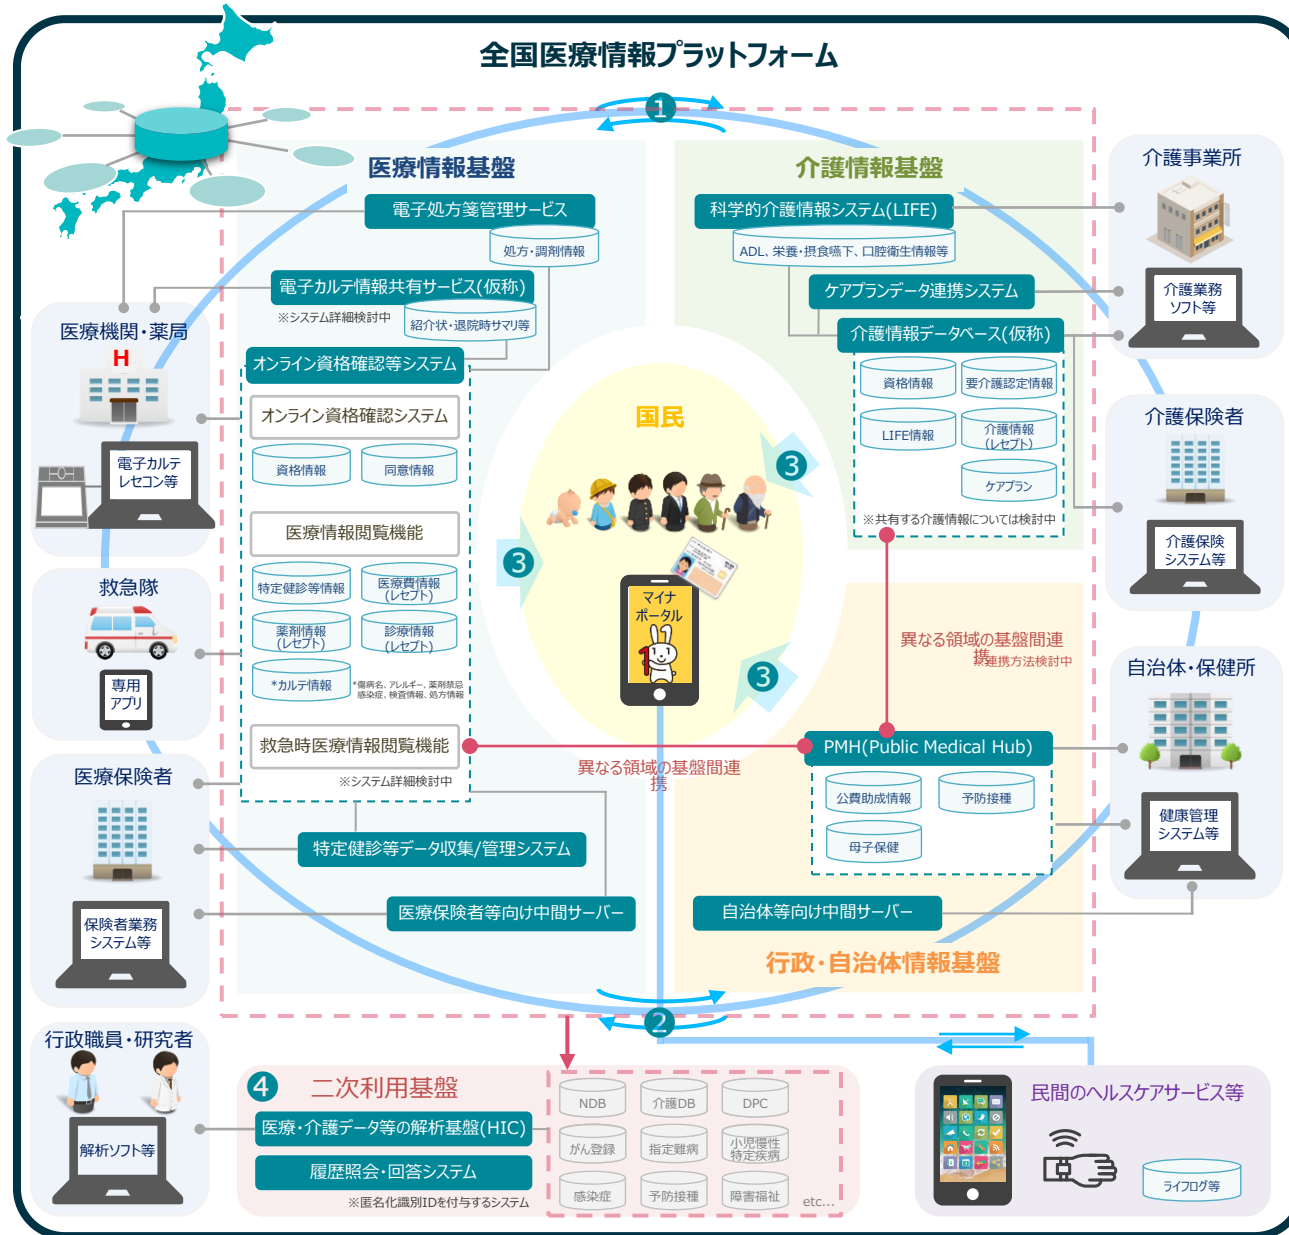 全国医療情報プラットフォーム
1
医療情報基盤
電子処方箋管理サービス
処方・調剤情報
電子カルテ情報共有サービス(仮称)
※システム詳細検討中
紹介状・退院時サマリ等
オンライン資格確認等システム
オンライン資格確認システム
資格情報
同意情報
医療情報閲覧機能
特定健診等情報
医療費情報
(レセプト)
薬剤情報
(レセプト)
診療情報
(レセプト)
*カルテ情報
*傷病名、アレルギー、薬剤禁忌
感染症、検査情報、処方情報
救急時医療情報閲覧機能
※システム詳細検討中
特定健診等データ収集/管理システム
医療保険者等向け中間サーバー
介護情報基盤
科学的介護情報システム(LIFE)
ADL、栄養・摂食嚥下、口腔衛生情報等
ケアプランデータ連携システム
介護情報データベース(仮称)
資格情報
要介護認定情報
LIFE情報
介護情報
(レセプト)
ケアプラン
※共有する介護情報については検討中
国民
3
3
3
マイナ
ポータル
1
異なる領域の基盤間連
携
※連携方法検討中
異なる領域の基盤間連
携
PMH(Public Medical Hub)
公費助成情報
予防接種
母子保健
自治体等向け中間サーバー
行政・自治体情報基盤
2
医療機関・薬局
H
電子カルテ
レセコン等
救急隊
専用
アプリ
医療保険者
保険者業務
システム等
行政職員・研究者
解析ソフト等
介護事業所
介護業務
ソフト等
介護保険者
介護保険
システム等
自治体・保健所
健康管理
システム等
4
二次利用基盤
医療・介護データ等の解析基盤(HIC)
履歴照会・回答システム
※匿名化識別IDを付与するシステム
NDB
介護DB
DPC
がん登録
指定難病
小児慢性
特定疾病
感染症
予防接種
障害福祉
etc...
民間のヘルスケアサービス等
ライフログ等